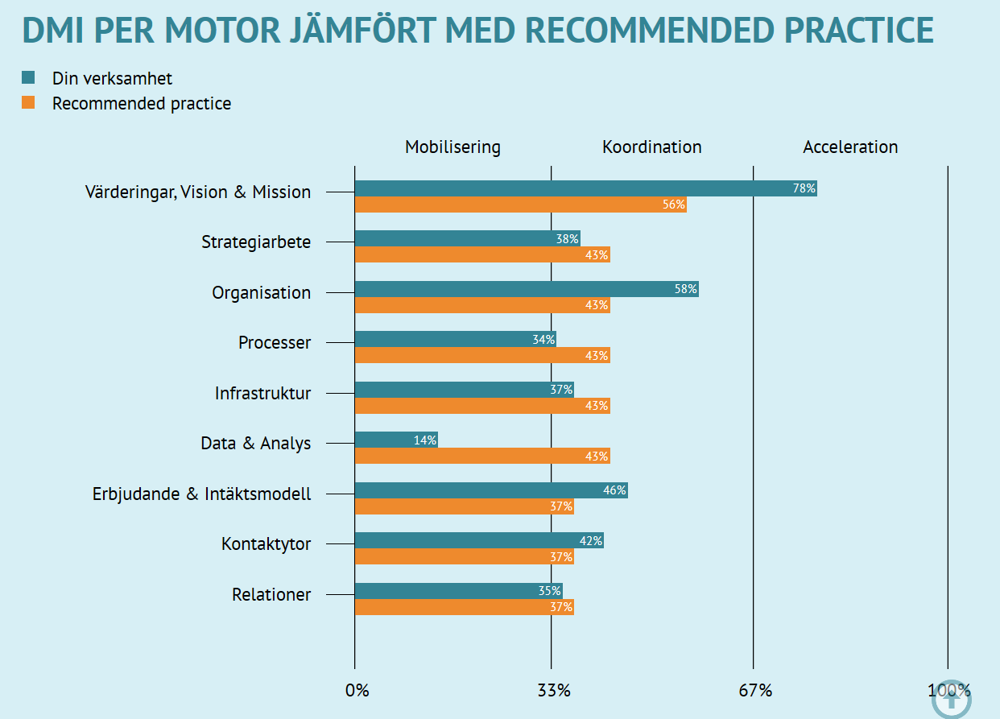 DMI PER MOTOR JÄMFÖRT MED RECOMMENDED PRACTICE
Din verksamhet
Recommended practice
Mobilisering Koordination Acceleration
Värderingar, Vision & Mission 78%
56%
Strategiarbete 38%
43%
Organisation 58%
43%
Processer 34%
43%
Infrastruktur 37%
43%
Data & Analys 14%
43%
Erbjudande & Intäktsmodell 46%
37%
Kontaktytor 42%
37%
Relationer 35%
37%
0% 33% 67% 100%